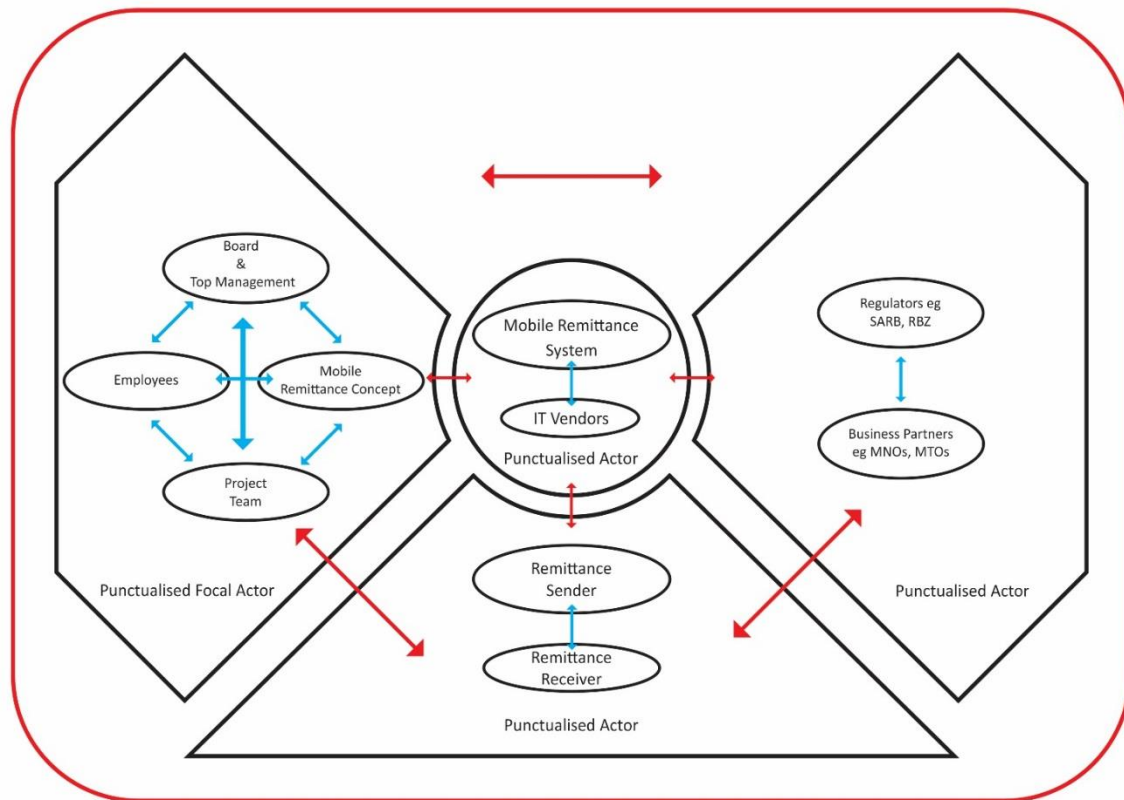 Board
&
Top Management
Employees
Mobile
Remittance Concept
Project
Team
Punctualised Focal Actor
Mobile Remittance
System
IT Vendors
Punctualised Actor
Remittance
Sender
Remittance
Receiver
Punctualised Actor
Regulators eg
SARB, RBZ
Business Partners
eg MNOs, MTOs
Punctualised Actor